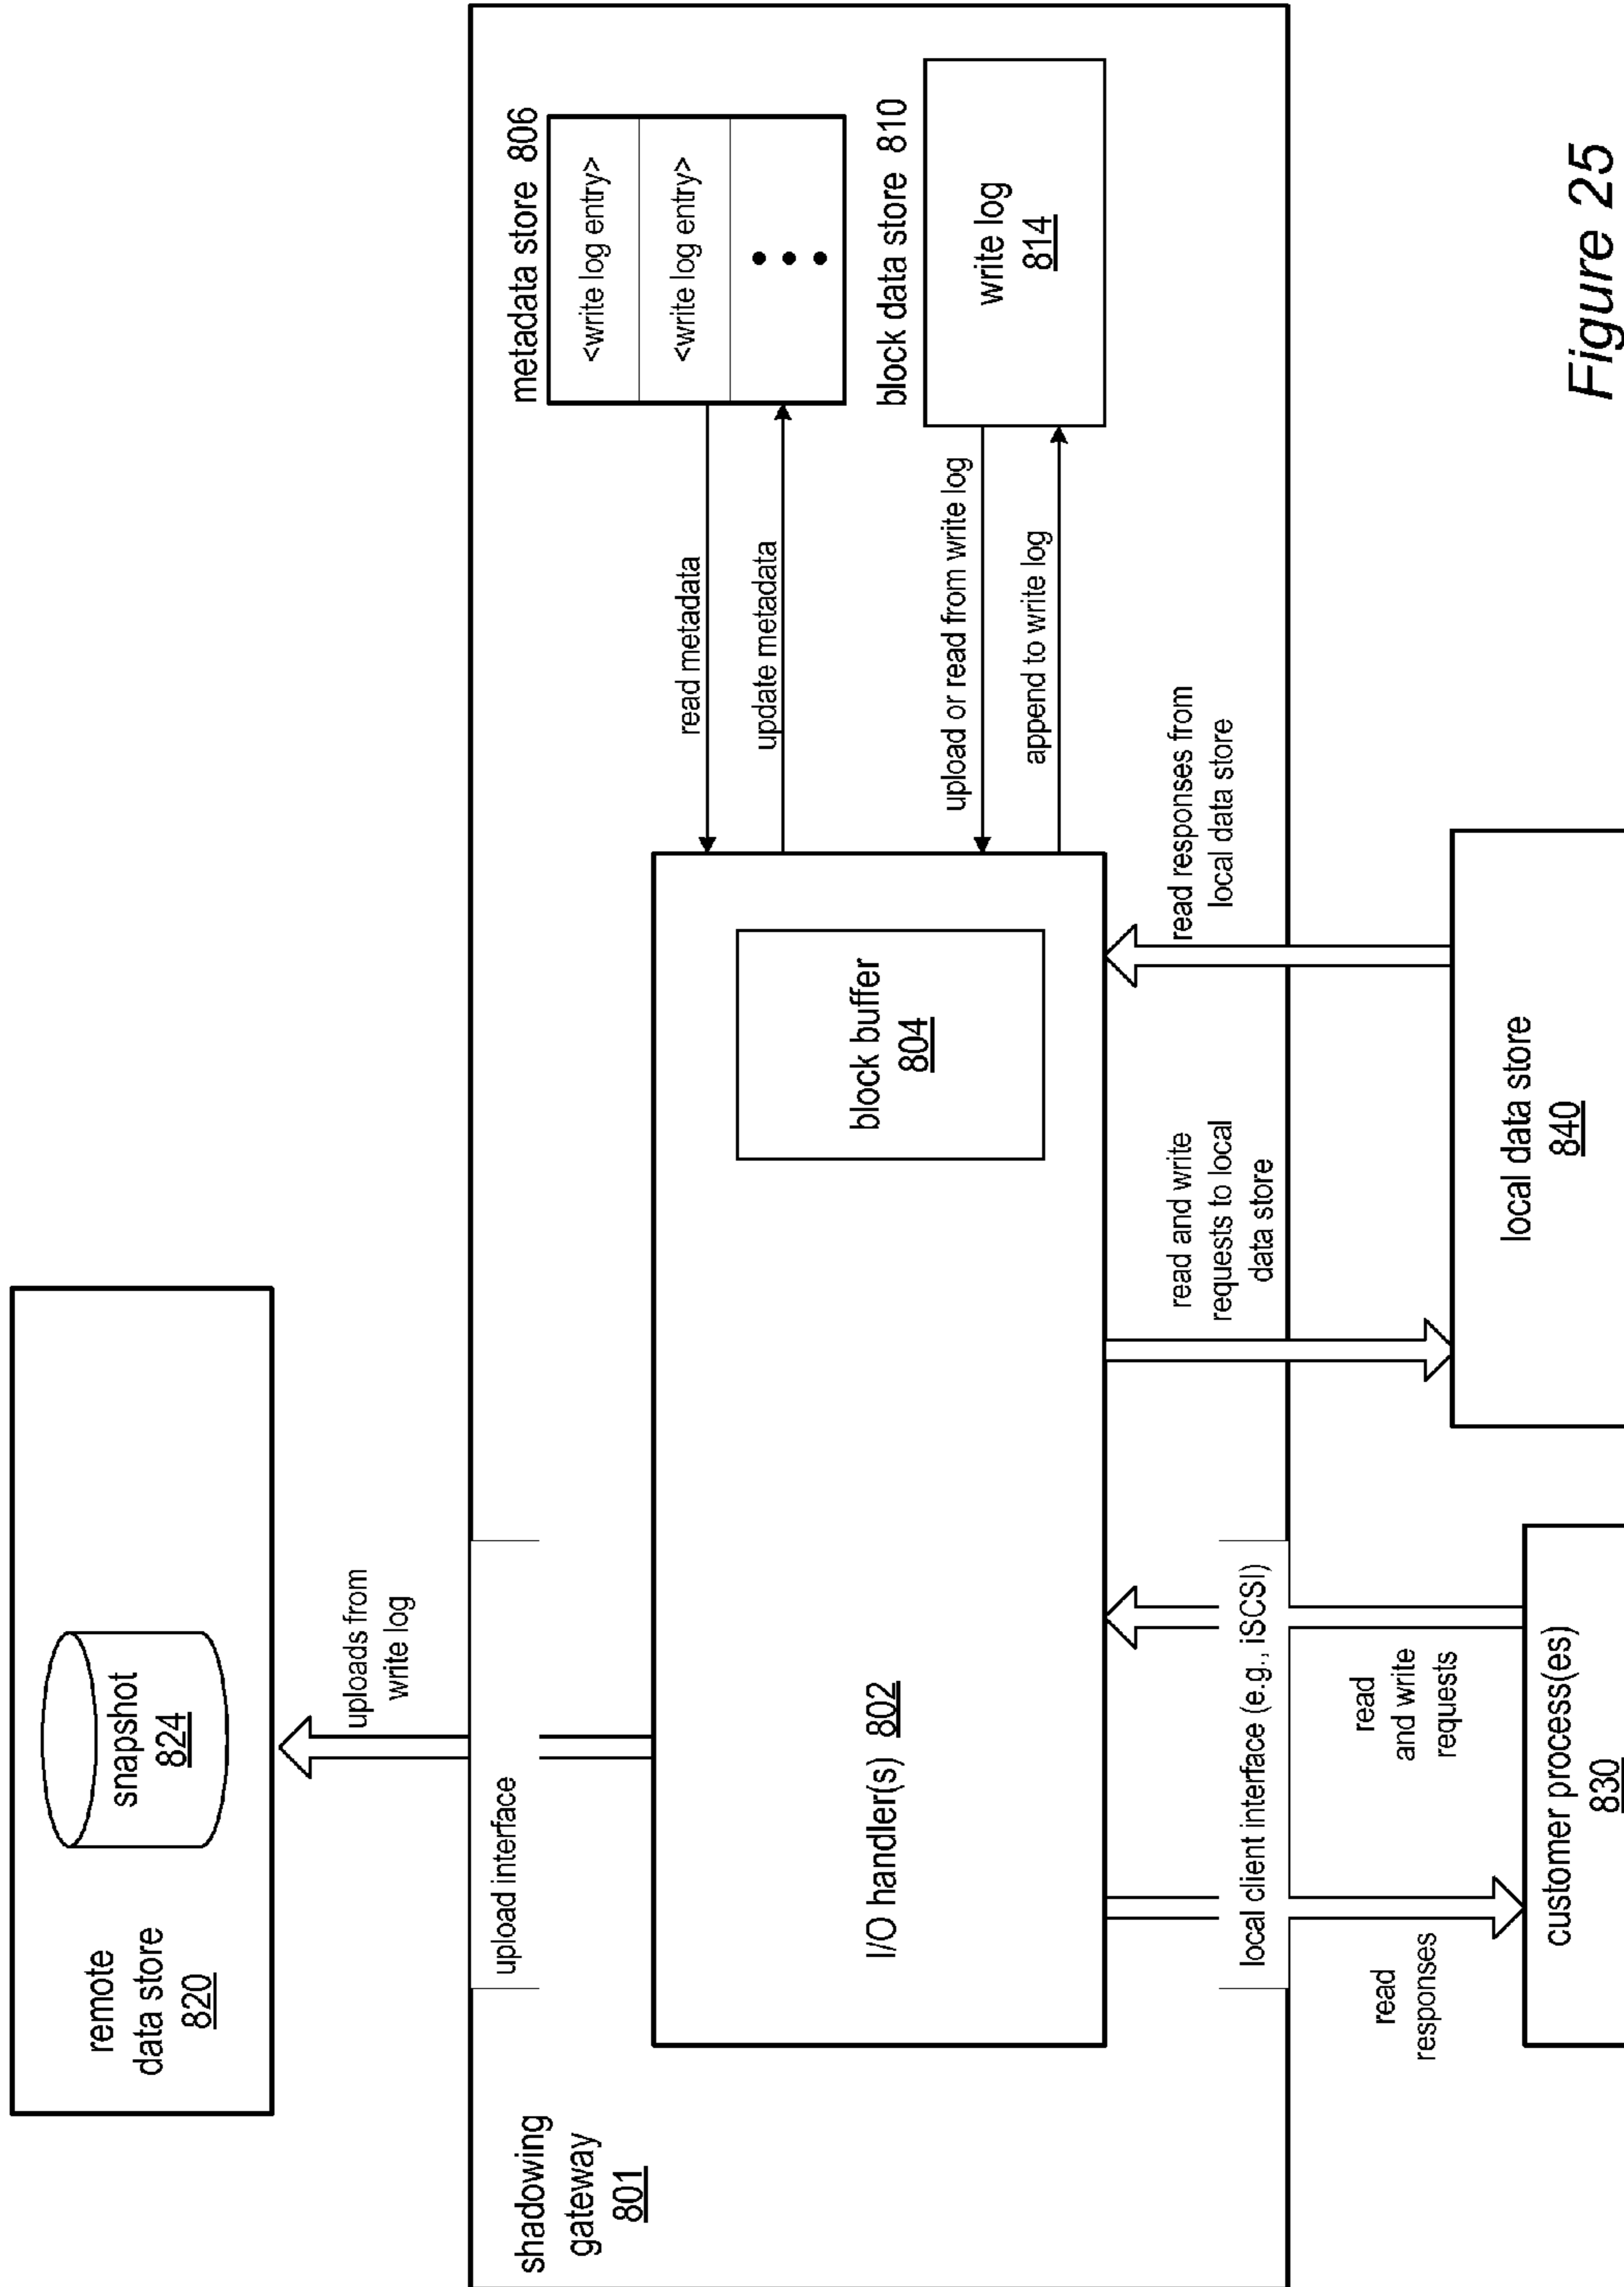 remote
data store
820
snapshot
824
uploads from
write log
shadowing
gateway
801
upload interface
I/O handler(s) 802
block buffer
804
metadata store 806
<write log entry>
<write log entry>
read metadata
update metadata
block data store 810
write log
814
upload or read from write log
append to write log
local client interface (e.g., iSCSI)
read and write
requests to local
data store
read responses from
local data store
read
responses
read
and write
requests
customer process(es)
830
local data store
840
Figure 25